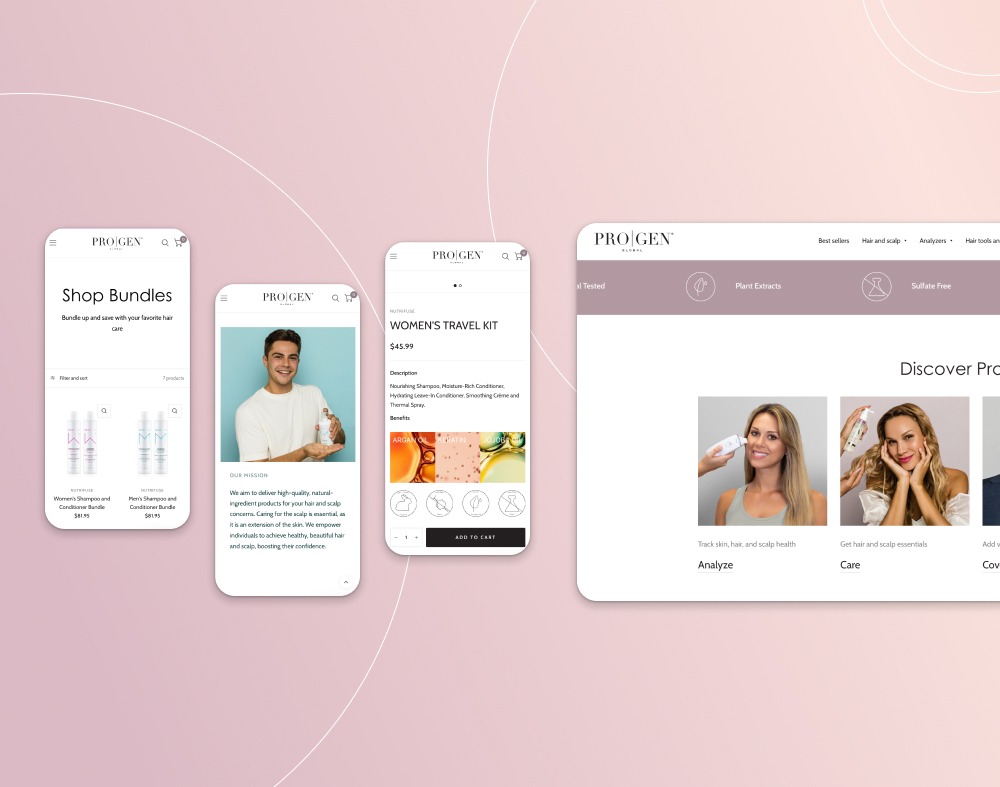 PRO|GEN
GLOBAL
0
Shop Bundles
Bundle up and save with your favorite hair
care
Filter and sort
7 products
NUTRIFUSE
Women's Shampoo and
Conditioner Bundle
$81.95
NUTRIFUSE
Men's Shampoo and
Conditioner Bundle
$81.95
PRO|GEN
GLOBAL
0
OUR MISSION
We aim to deliver high-quality, natural-
ingredient products for your hair and scalp
concerns. Caring for the scalp is essential, as
it is an extension of the skin. We empower
individuals to achieve healthy, beautiful hair
and scalp, boosting their confidence.
PRO|GEN
GLOBAL
0
NUTRIFUSE
WOMEN'S TRAVEL KIT
$45.99
Description
Nourishing Shampoo, Moisture-Rich Conditioner,
Hydrating Leave-In Conditioner, Smoothing Crème and
Thermal Spray.
Benefits
ARGAN OIL KERATIN JOJOBA OIL
− 1 + ADD TO CART
PRO|GEN
GLOBAL
Best sellers Hair and scalp Analyzers Hair tools an
al Tested Plant Extracts Sulfate Free
Discover Pro
Track skin, hair, and scalp health
Analyze
Get hair and scalp essentials
Care
Add v
Cov